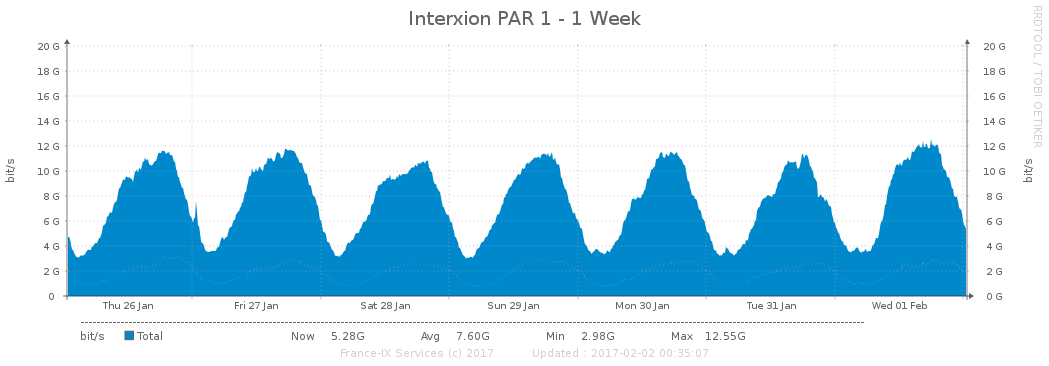 Interxion PAR 1 - 1 Week
RRDTOOL / TOBI OETIKER
20 G 20 G
18 G 18 G
16 G 16 G
14 G 14 G
12 G 12 G
10 G 10 G
8 G 8 G
6 G 6 G
4 G 4 G
2 G 2 G
0 0 G
bit/s
bit/s
Thu 26 Jan Fri 27 Jan Sat 28 Jan Sun 29 Jan Mon 30 Jan Tue 31 Jan Wed 01 Feb
bit/s Total Now 5.28G Avg 7.60G Min 2.98G Max 12.55G
France-IX Services (c) 2017 Updated : 2017-02-02 00:35:07